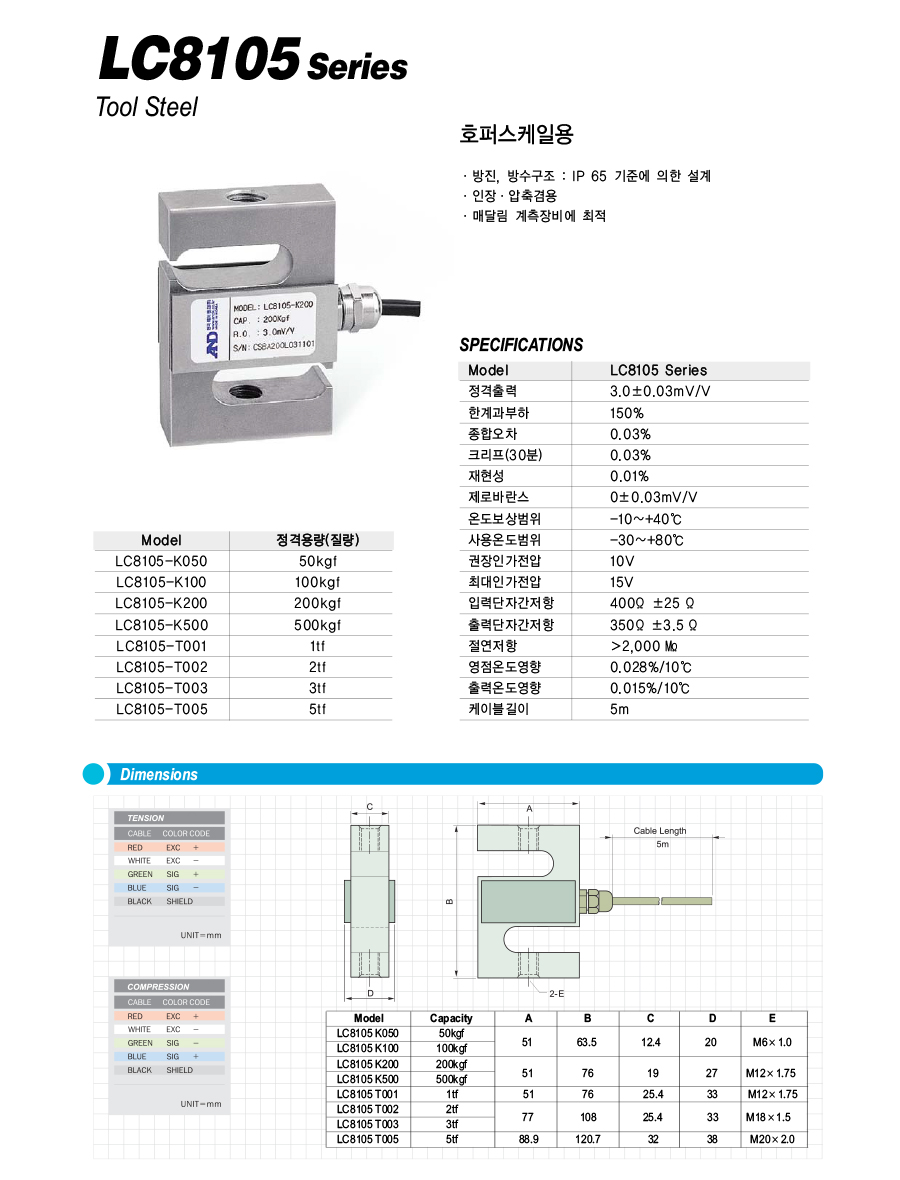 LC8105 Series
Tool Steel
호퍼스케일용
· 방진, 방수구조 : IP 65 기준에 의한 설계
· 인장 · 압축겸용
· 매달림 계측장비에 최적
MODEL: LC8105-K200
CAP. : 200Kgf
R.O. : 3.0mV/V
S/N: CS8A200L031101
AND
SPECIFICATIONS
Model LC8105 Series
정격출력 3.0±0.03mV/V
한계과부하 150%
종합오차 0.03%
크리프(30분) 0.03%
재현성 0.01%
제로바란스 0±0.03mV/V
온도보상범위 -10~+40℃
사용온도범위 -30~+80℃
권장인가전압 10V
최대인가전압 15V
입력단자간저항 400Ω ±25 Ω
출력단자간저항 350Ω ±3.5 Ω
절연저항 >2,000 ㏁
영점온도영향 0.028%/10℃
출력온도영향 0.015%/10℃
케이블길이 5m
Model 정격용량(질량)
LC8105-K050 50kgf
LC8105-K100 100kgf
LC8105-K200 200kgf
LC8105-K500 500kgf
LC8105-T001 1tf
LC8105-T002 2tf
LC8105-T003 3tf
LC8105-T005 5tf
Dimensions
TENSION
CABLE COLOR CODE
RED EXC +
WHITE EXC -
GREEN SIG +
BLUE SIG -
BLACK SHIELD
UNIT=mm
COMPRESSION
CABLE COLOR CODE
RED EXC +
WHITE EXC -
GREEN SIG -
BLUE SIG +
BLACK SHIELD
UNIT=mm
C
A
Cable Length
5m
B
D
2-E
Model Capacity A B C D E
LC8105 K050 50kgf 51 63.5 12.4 20 M6×1.0
LC8105 K100 100kgf
LC8105 K200 200kgf 51 76 19 27 M12×1.75
LC8105 K500 500kgf
LC8105 T001 1tf 51 76 25.4 33 M12×1.75
LC8105 T002 2tf 77 108 25.4 33 M18×1.5
LC8105 T003 3tf
LC8105 T005 5tf 88.9 120.7 32 38 M20×2.0